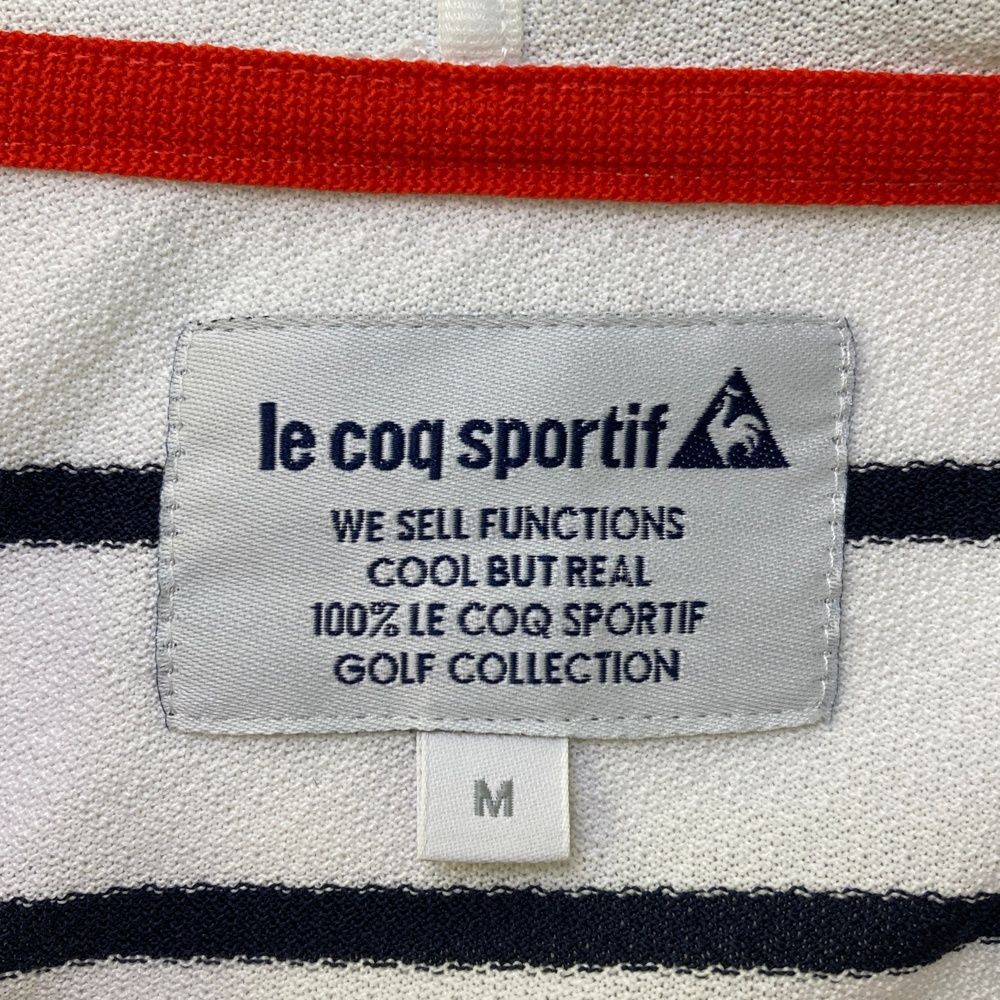 le coq sportif
WE SELL FUNCTIONS
COOL BUT REAL
100% LE COQ SPORTIF
GOLF COLLECTION
M